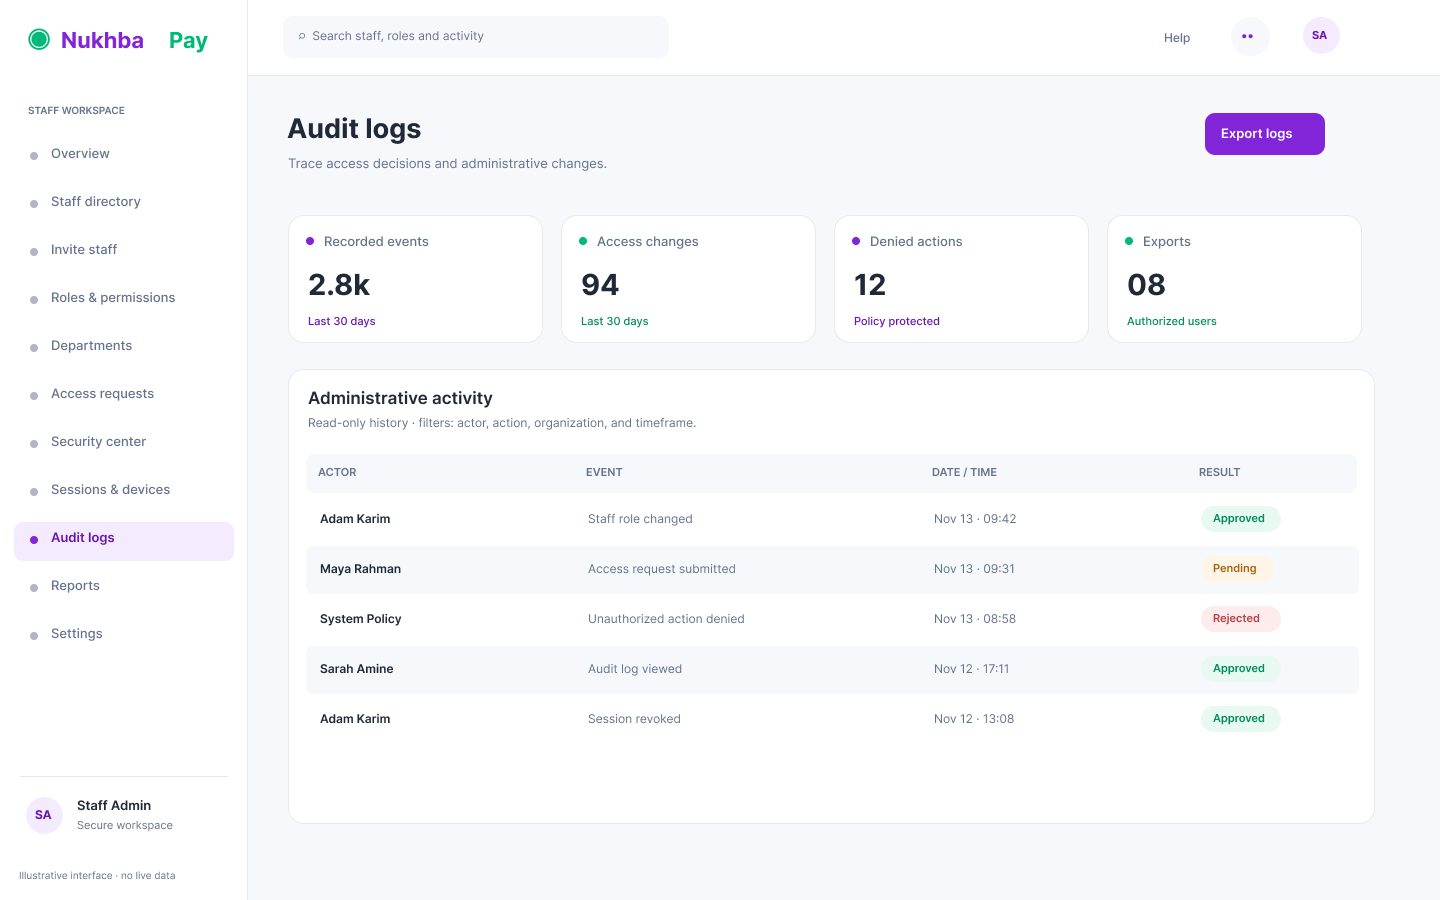 Nukhba Pay
STAFF WORKSPACE
Overview
Staff directory
Invite staff
Roles & permissions
Departments
Access requests
Security center
Sessions & devices
Audit logs
Reports
Settings
SA
Staff Admin
Secure workspace
Illustrative interface · no live data
Search staff, roles and activity
Help
SA
Audit logs
Trace access decisions and administrative changes.
Export logs
Recorded events
2.8k
Last 30 days
Access changes
94
Last 30 days
Denied actions
12
Policy protected
Exports
08
Authorized users
Administrative activity
Read-only history · filters: actor, action, organization, and timeframe.
ACTOR EVENT DATE / TIME RESULT
Adam Karim Staff role changed Nov 13 · 09:42 Approved
Maya Rahman Access request submitted Nov 13 · 09:31 Pending
System Policy Unauthorized action denied Nov 13 · 08:58 Rejected
Sarah Amine Audit log viewed Nov 12 · 17:11 Approved
Adam Karim Session revoked Nov 12 · 13:08 Approved